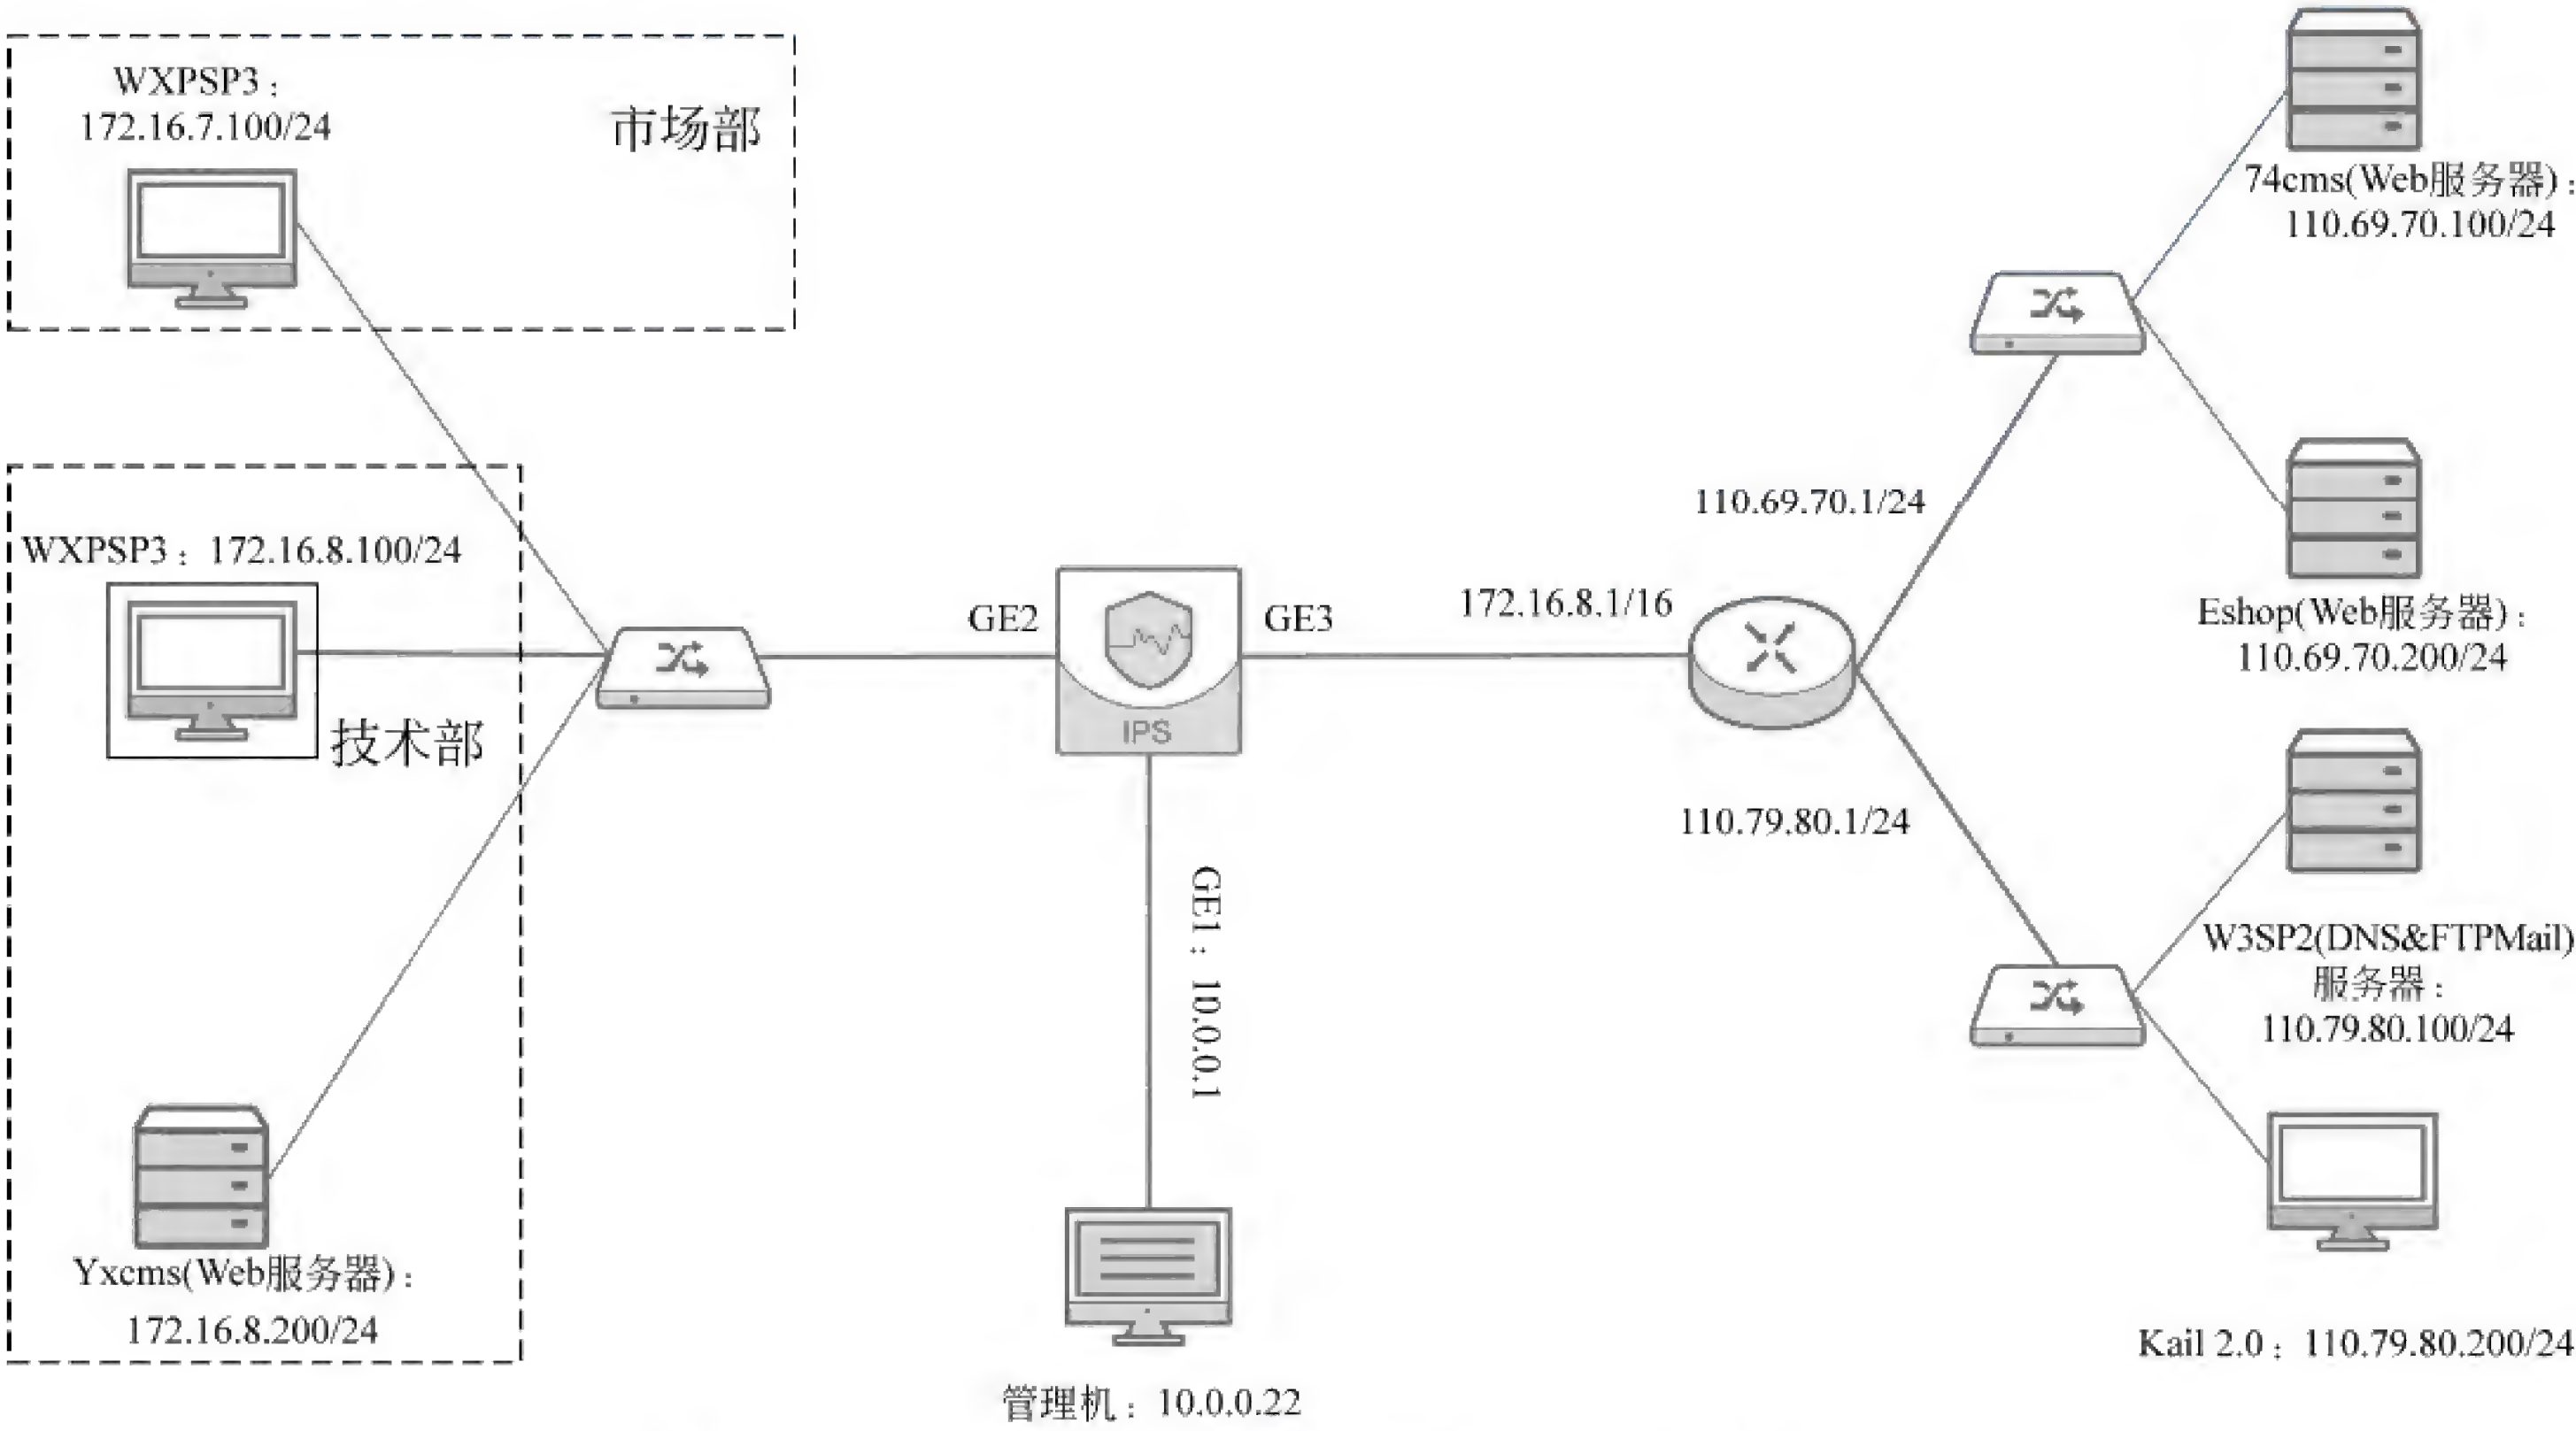 WXPSP3：
172.16.7.100/24
市场部
WXPSP3：172.16.8.100/24
技术部
Yxcms(Web服务器)：
172.16.8.200/24
GE2
IPS
GE3
GE1：10.0.0.1
管理机：10.0.0.22
172.16.8.1/16
110.69.70.1/24
110.79.80.1/24
74cms(Web服务器)：
110.69.70.100/24
Eshop(Web服务器)：
110.69.70.200/24
W3SP2(DNS&FTPMail)
服务器：
110.79.80.100/24
Kail 2.0：110.79.80.200/24